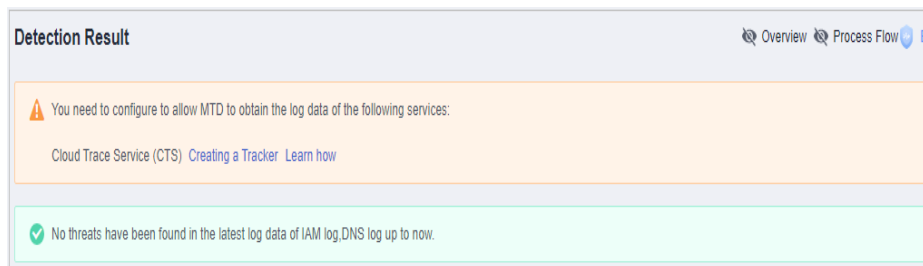 Detection Result
Overview Process Flow
You need to configure to allow MTD to obtain the log data of the following services:
Cloud Trace Service (CTS) Creating a Tracker Learn how
No threats have been found in the latest log data of IAM log,DNS log up to now.